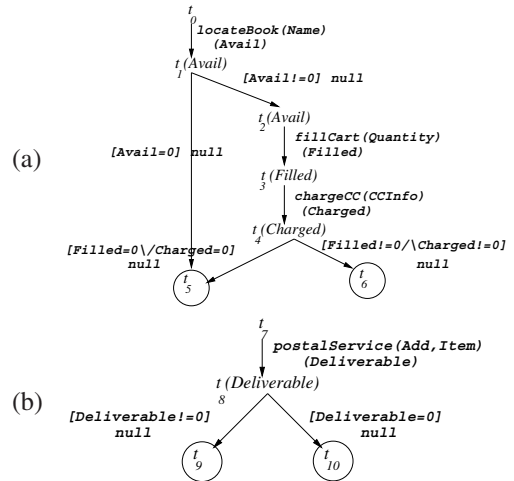 t0
locateBook(Name)
(Avail)
t1(Avail)
[Avail!=0] null
t2(Avail)
fillCart(Quantity)
(Filled)
(a)
[Avail=0] null
t3(Filled)
chargeCC(CCInfo)
(Charged)
t4(Charged)
[Filled=0\/Charged=0]
null
[Filled!=0/\Charged!=0]
null
t5
t6
t7
postalService(Add,Item)
(Deliverable)
t8(Deliverable)
(b)
[Deliverable!=0]
null
[Deliverable=0]
null
t9
t10